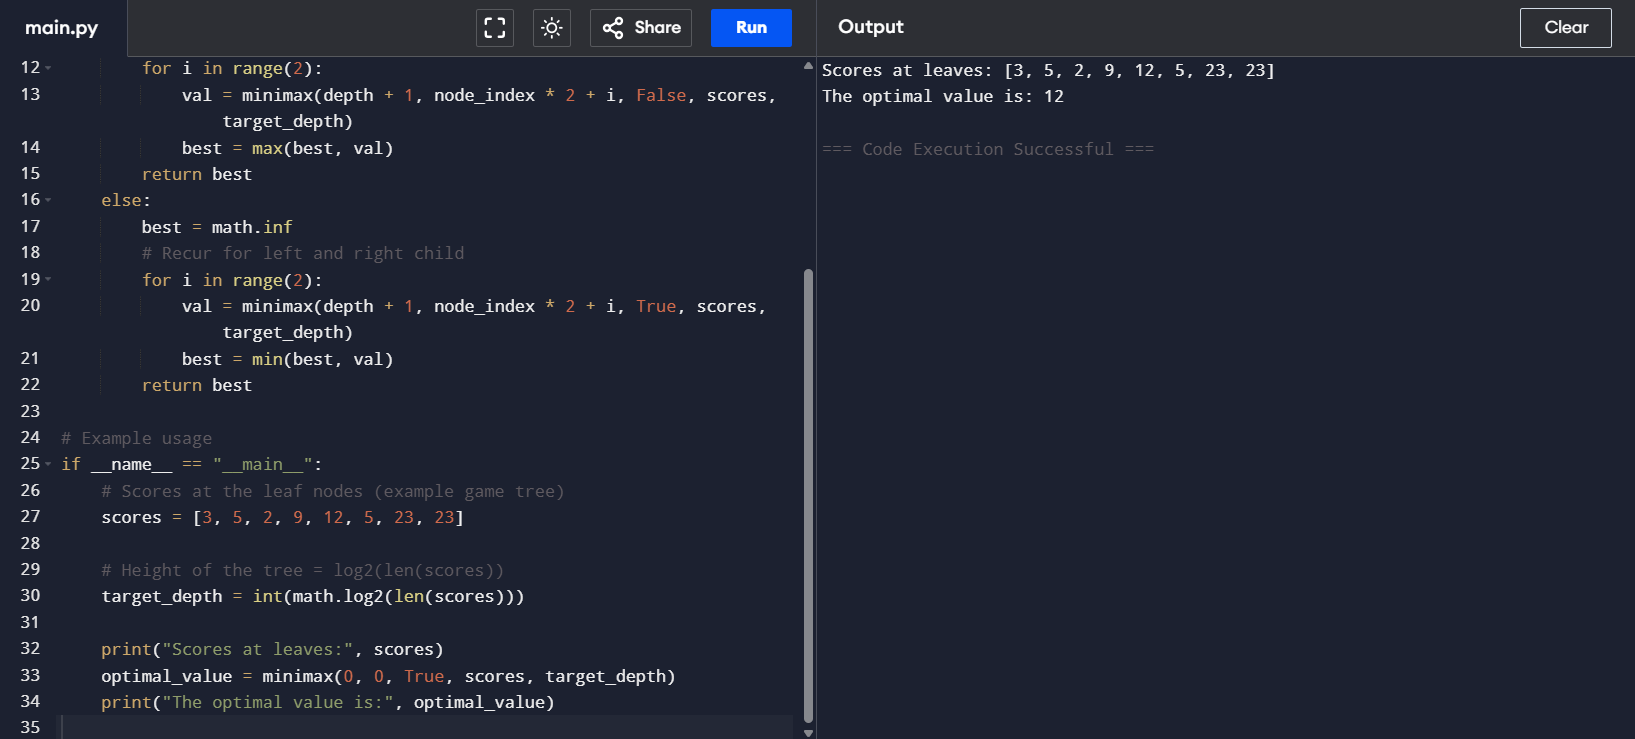 main.py
Share
Run
Output
Clear
12 for i in range(2):
13 val = minimax(depth + 1, node_index * 2 + i, False, scores,
target_depth)
14 best = max(best, val)
15 return best
16 else:
17 best = math.inf
18 # Recur for left and right child
19 for i in range(2):
20 val = minimax(depth + 1, node_index * 2 + i, True, scores,
target_depth)
21 best = min(best, val)
22 return best
23
24 # Example usage
25 if __name__ == "__main__":
26 # Scores at the leaf nodes (example game tree)
27 scores = [3, 5, 2, 9, 12, 5, 23, 23]
28
29 # Height of the tree = log2(len(scores))
30 target_depth = int(math.log2(len(scores)))
31
32 print("Scores at leaves:", scores)
33 optimal_value = minimax(0, 0, True, scores, target_depth)
34 print("The optimal value is:", optimal_value)
35
Scores at leaves: [3, 5, 2, 9, 12, 5, 23, 23]
The optimal value is: 12
=== Code Execution Successful ===